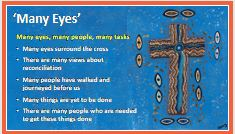 ‘Many Eyes’
Many eyes, many people, many tasks
- Many eyes surround the cross
- There are many views about
reconciliation
- Many people have walked and
journeyed before us
- Many things are yet to be done
- There are many people who are needed
to get these things done